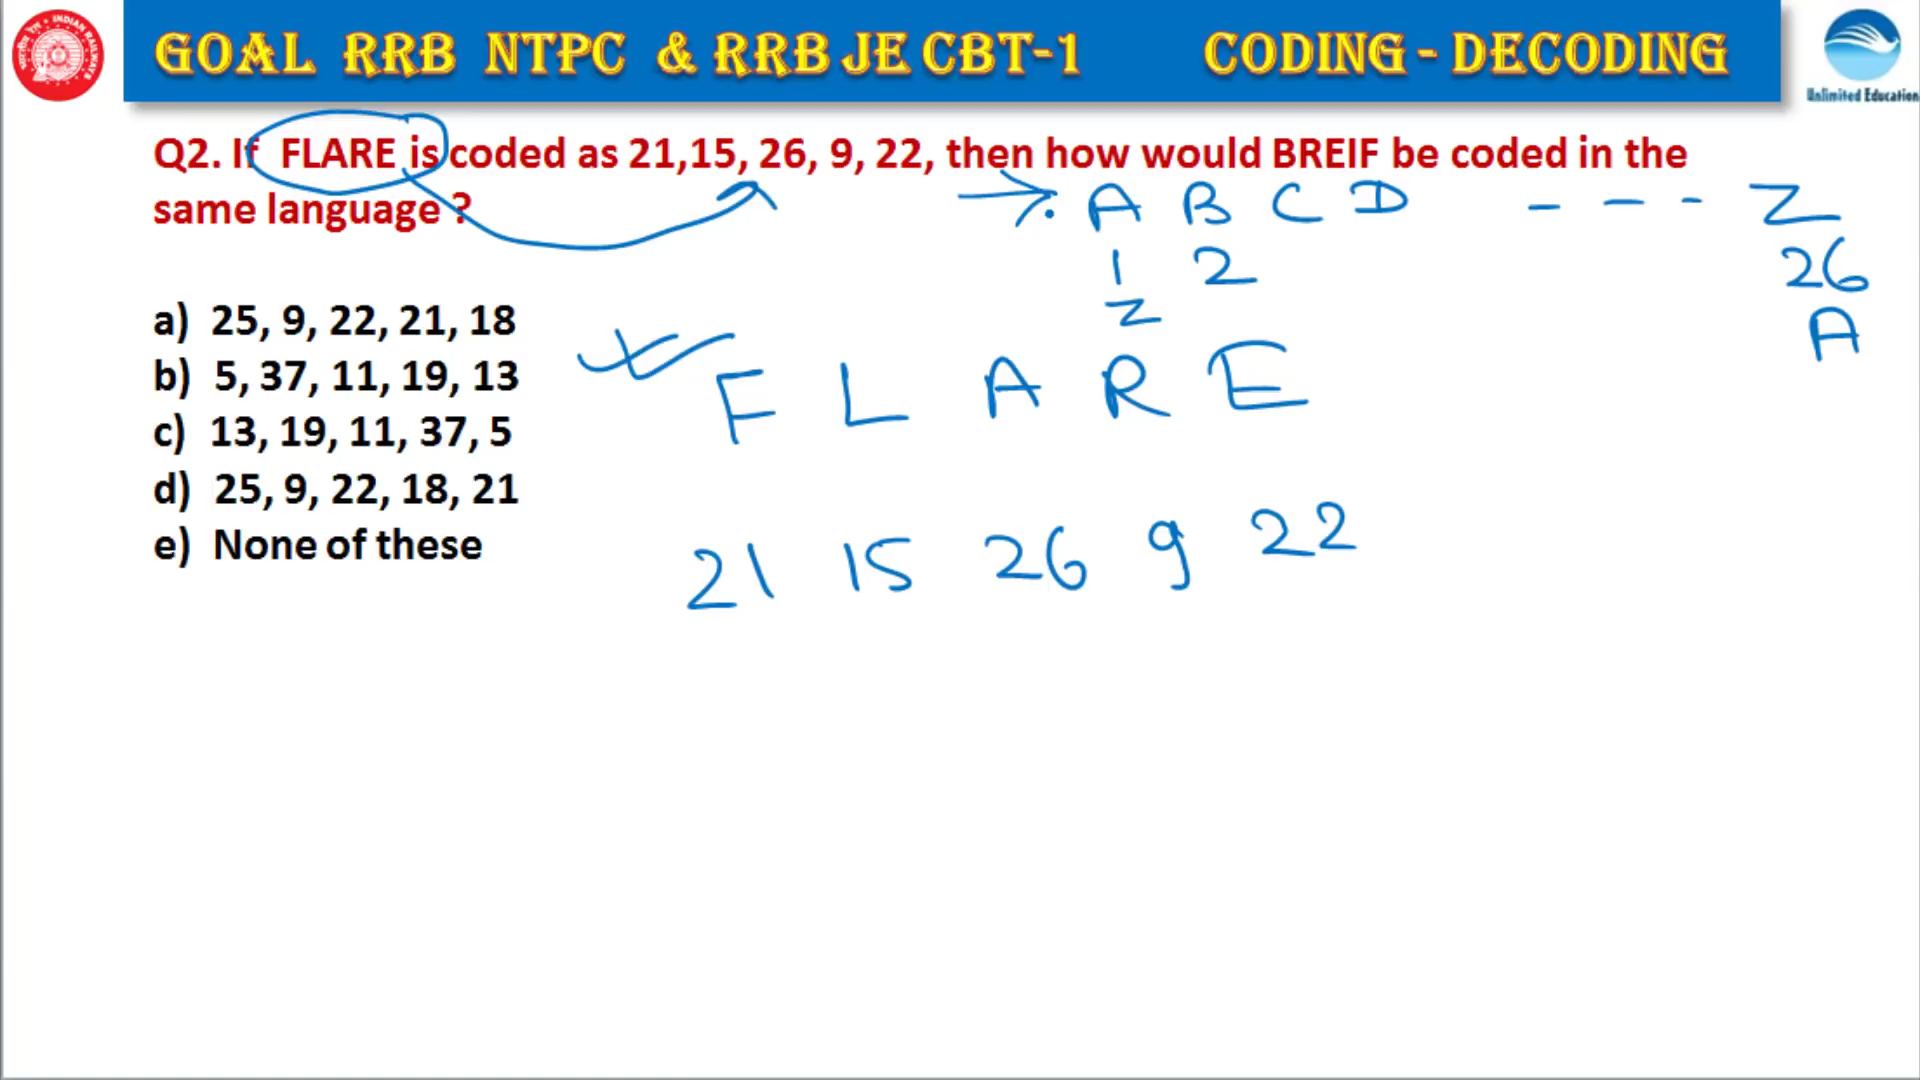 GOAL RRB NTPC & RRB JE CBT-1 CODING - DECODING
INDIAN RAILWAYS
Unlimited Education
Q2. If FLARE is coded as 21,15, 26, 9, 22, then how would BREIF be coded in the
same language ?
A B C D - - - Z
1 2 26
Z A
a) 25, 9, 22, 21, 18
b) 5, 37, 11, 19, 13
c) 13, 19, 11, 37, 5
d) 25, 9, 22, 18, 21
e) None of these
F L A R E
21 15 26 9 22